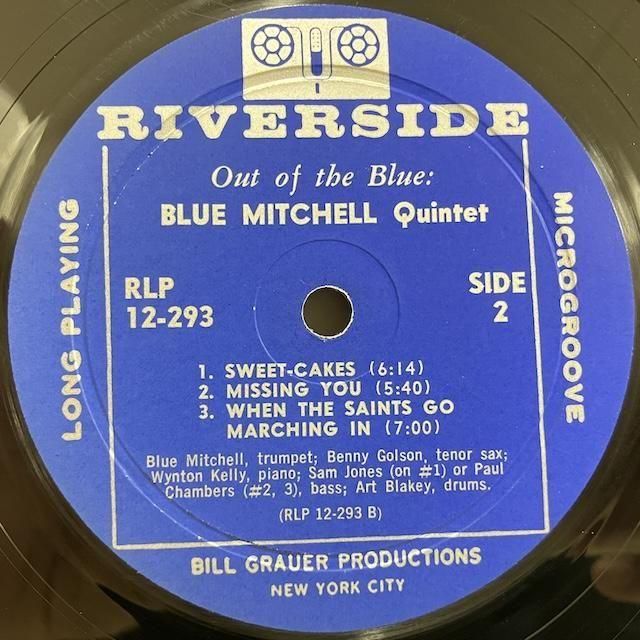 RIVERSIDE
Out of the Blue:
BLUE MITCHELL Quintet
LONG PLAYING
MICROGROOVE
RLP
12-293
SIDE
2
1. SWEET-CAKES (6:14)
2. MISSING YOU (5:40)
3. WHEN THE SAINTS GO
MARCHING IN (7:00)
Blue Mitchell, trumpet; Benny Golson, tenor sax;
Wynton Kelly, piano; Sam Jones (on #1) or Paul
Chambers (#2, 3), bass; Art Blakey, drums.
(RLP 12-293 B)
BILL GRAUER PRODUCTIONS
NEW YORK CITY